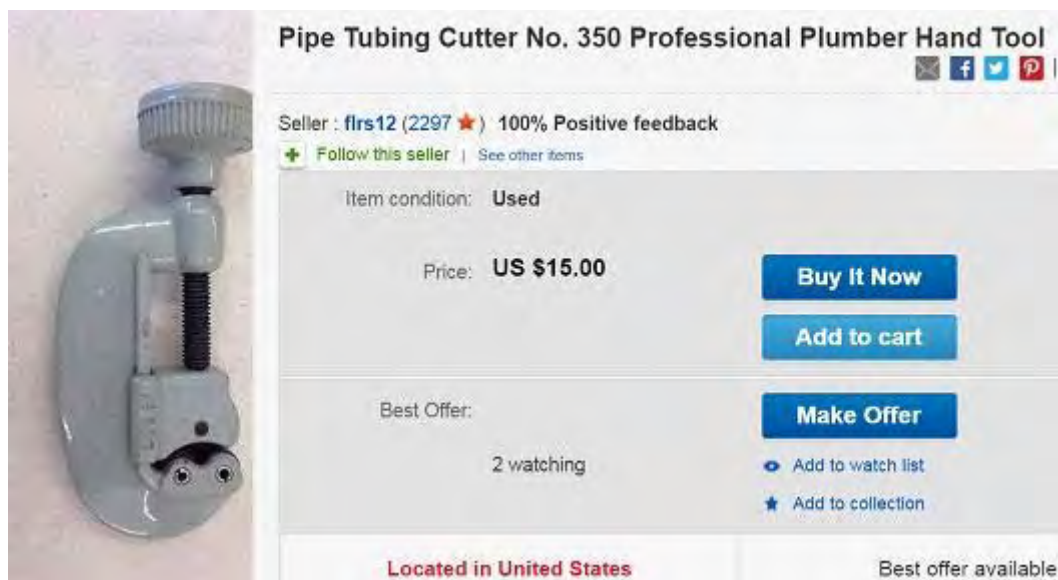 Pipe Tubing Cutter No. 350 Professional Plumber Hand Tool
Seller : flrs12 (2297 ) 100% Positive feedback
Follow this seller | See other items
Item condition: Used
Price: US $15.00
Buy It Now
Add to cart
Best Offer:
Make Offer
2 watching
Add to watch list
Add to collection
Located in United States
Best offer available